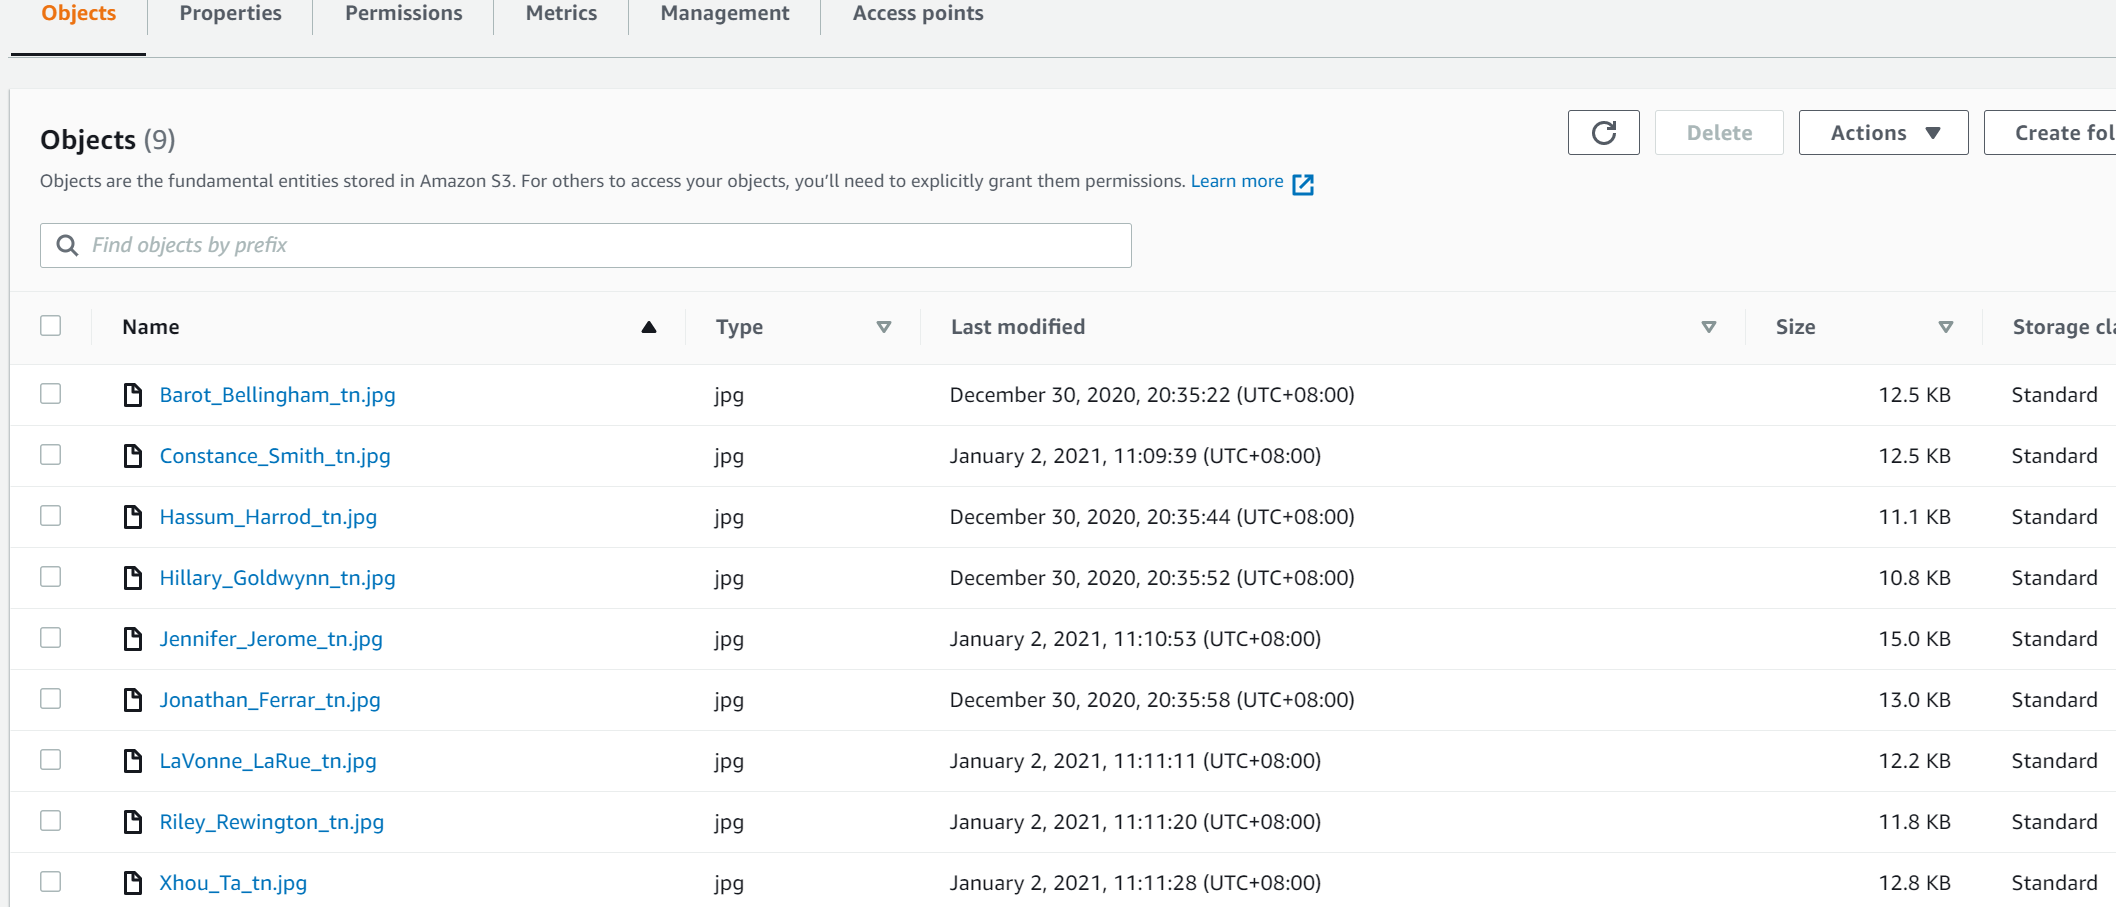 Objects Properties Permissions Metrics Management Access points
Objects (9)
Delete Actions Create fol
Objects are the fundamental entities stored in Amazon S3. For others to access your objects, you’ll need to explicitly grant them permissions. Learn more
Find objects by prefix
Name Type Last modified Size Storage cla
Barot_Bellingham_tn.jpg jpg December 30, 2020, 20:35:22 (UTC+08:00) 12.5 KB Standard
Constance_Smith_tn.jpg jpg January 2, 2021, 11:09:39 (UTC+08:00) 12.5 KB Standard
Hassum_Harrod_tn.jpg jpg December 30, 2020, 20:35:44 (UTC+08:00) 11.1 KB Standard
Hillary_Goldwynn_tn.jpg jpg December 30, 2020, 20:35:52 (UTC+08:00) 10.8 KB Standard
Jennifer_Jerome_tn.jpg jpg January 2, 2021, 11:10:53 (UTC+08:00) 15.0 KB Standard
Jonathan_Ferrar_tn.jpg jpg December 30, 2020, 20:35:58 (UTC+08:00) 13.0 KB Standard
LaVonne_LaRue_tn.jpg jpg January 2, 2021, 11:11:11 (UTC+08:00) 12.2 KB Standard
Riley_Rewington_tn.jpg jpg January 2, 2021, 11:11:20 (UTC+08:00) 11.8 KB Standard
Xhou_Ta_tn.jpg jpg January 2, 2021, 11:11:28 (UTC+08:00) 12.8 KB Standard